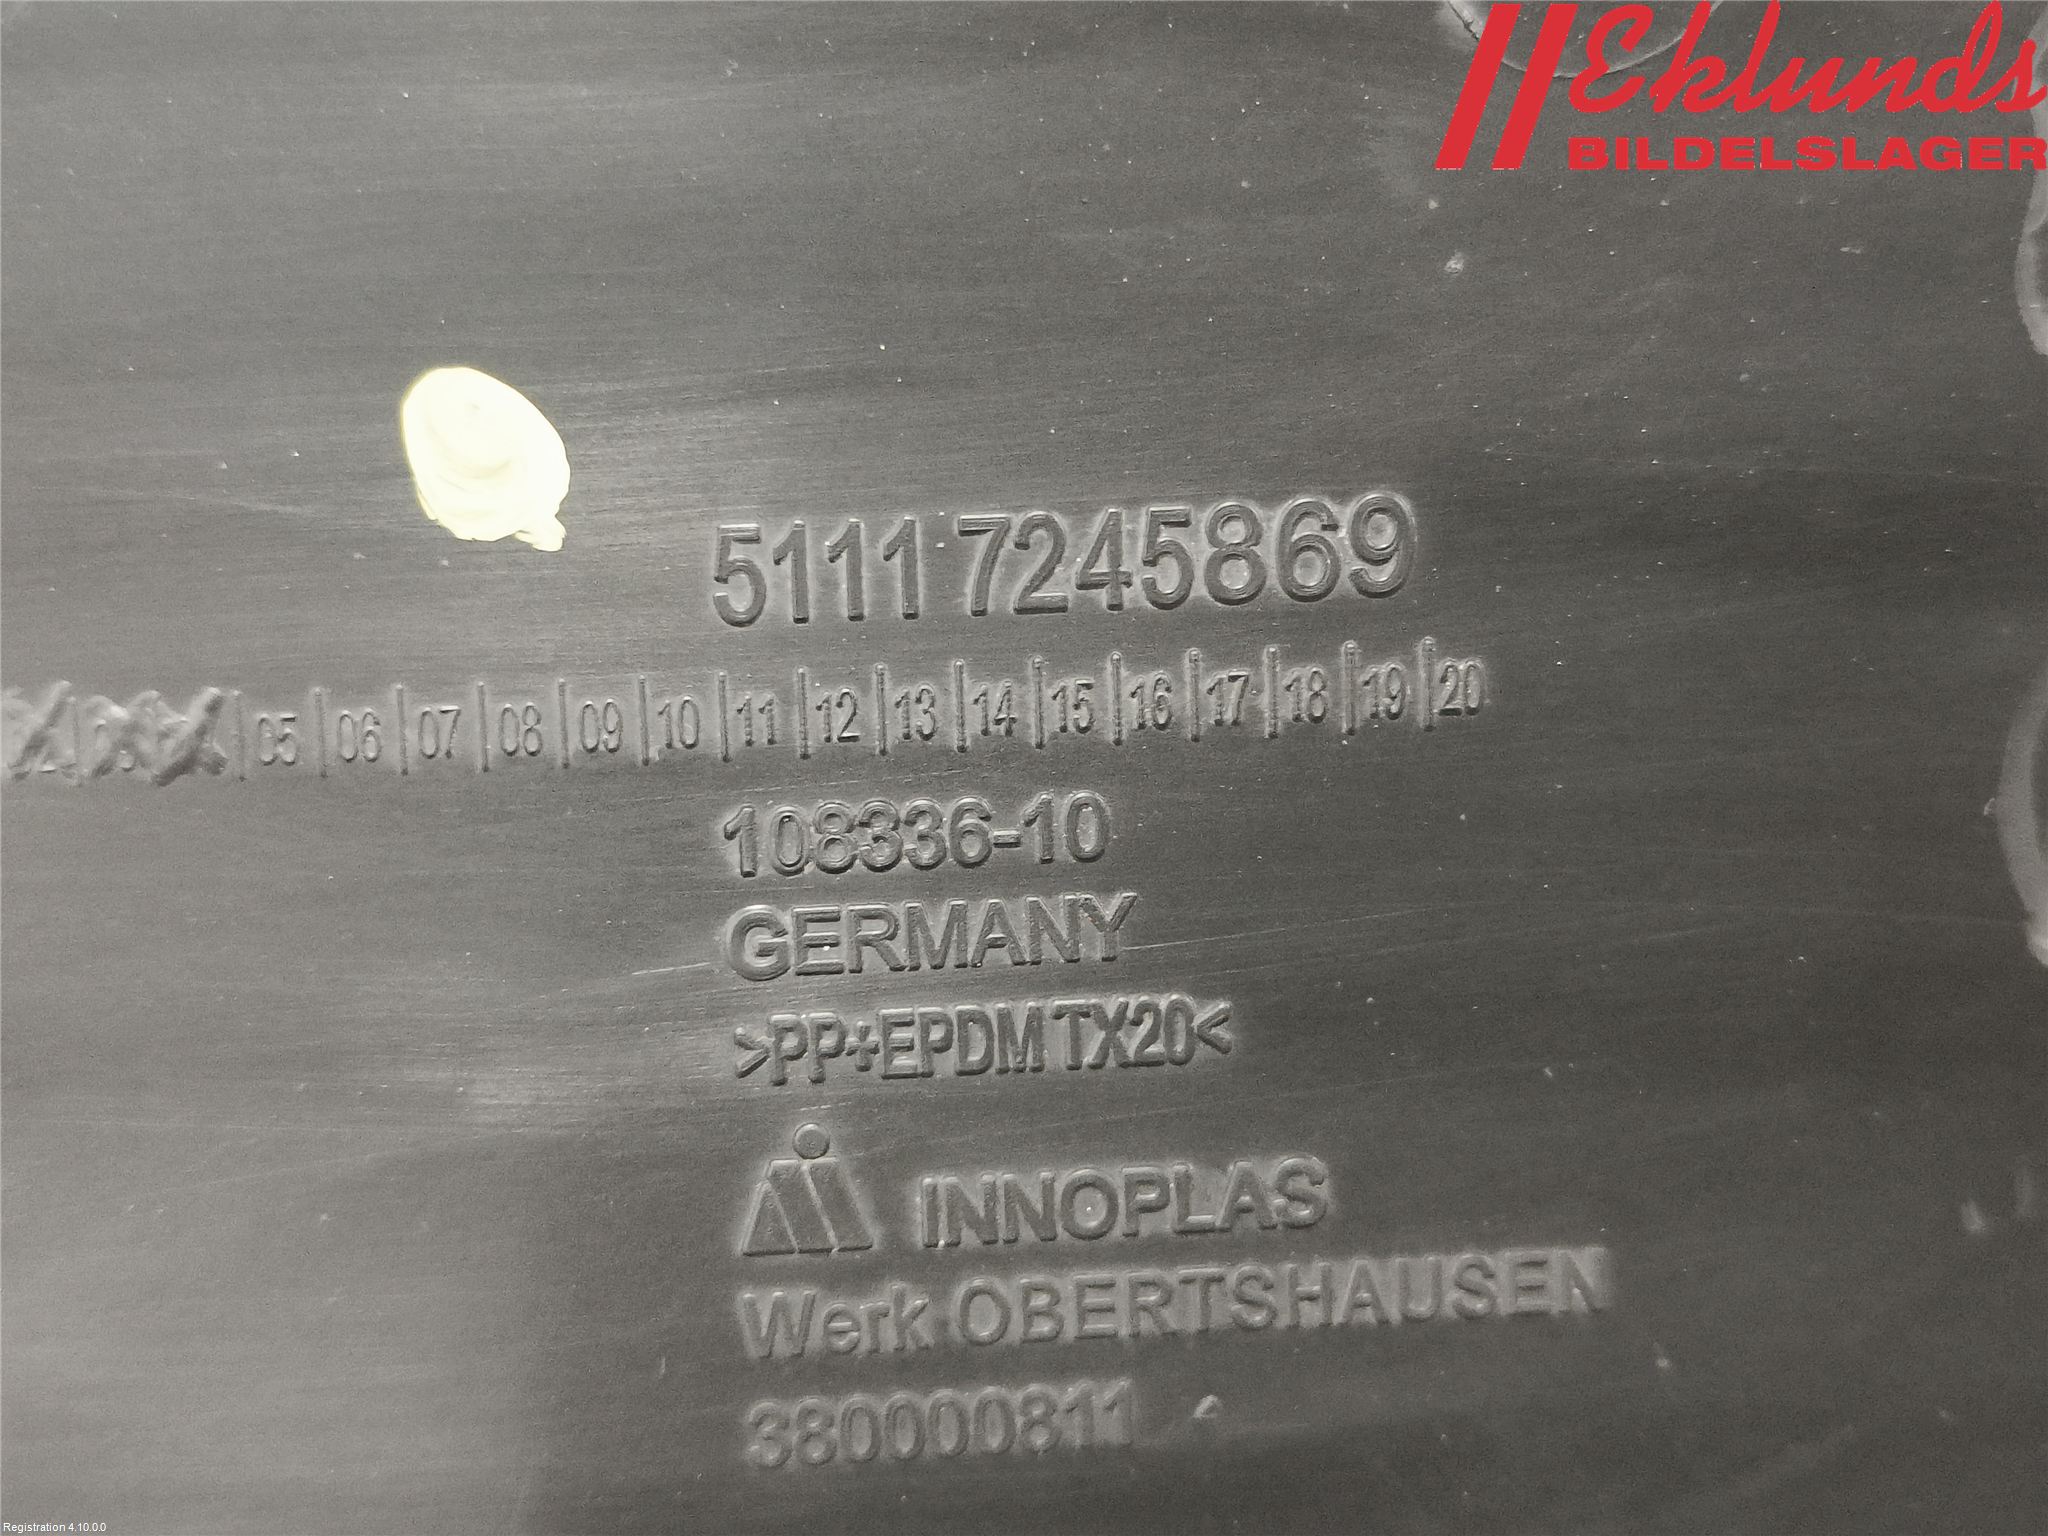 Eklunds
BILDELSLAGER
5111 7245869
05 06 07 08 09 10 11 12 13 14 15 16 17 18 19 20
108336-10
GERMANY
>PP+EPDM TX20<
INNOPLAS
Werk OBERTSHAUSEN
380000811
Registration 4.10.0.0